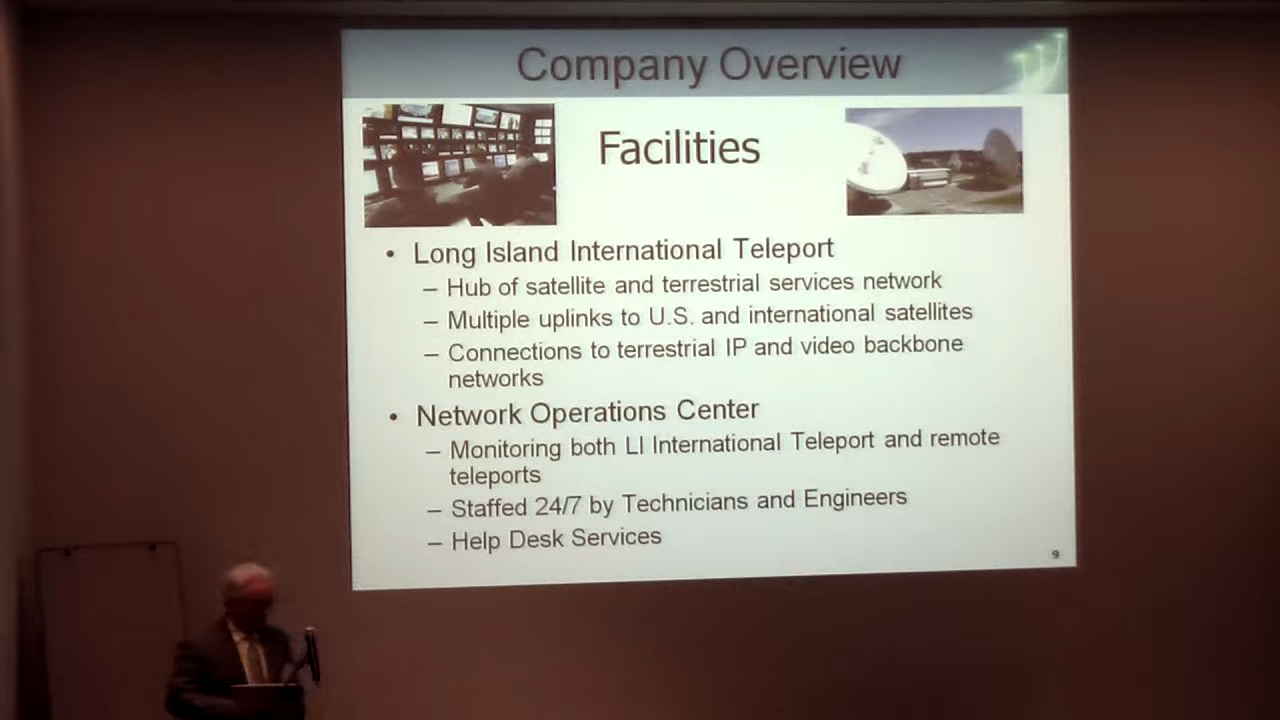 Company Overview
Facilities
• Long Island International Teleport
– Hub of satellite and terrestrial services network
– Multiple uplinks to U.S. and international satellites
– Connections to terrestrial IP and video backbone
networks
• Network Operations Center
– Monitoring both LI International Teleport and remote
teleports
– Staffed 24/7 by Technicians and Engineers
– Help Desk Services
9